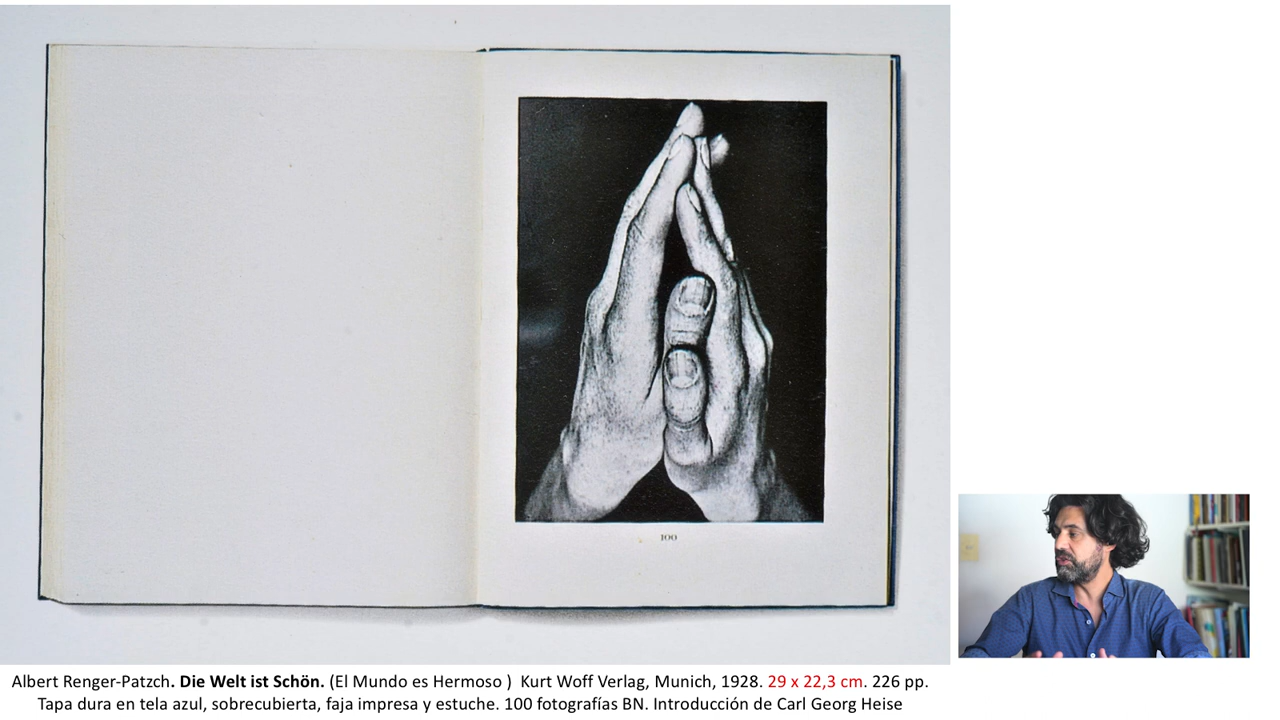 100
Albert Renger-Patzch. Die Welt ist Schön. (El Mundo es Hermoso ) Kurt Woff Verlag, Munich, 1928. 29 x 22,3 cm. 226 pp.
Tapa dura en tela azul, sobrecubierta, faja impresa y estuche. 100 fotografías BN. Introducción de Carl Georg Heise